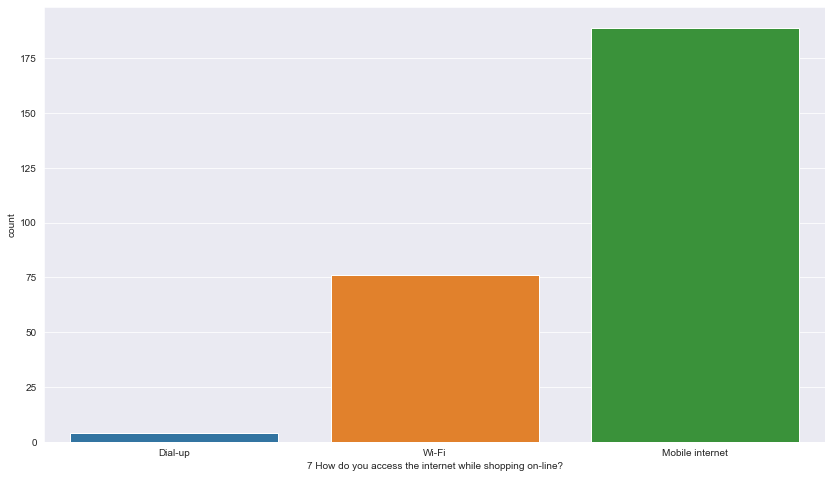 175
150
125
100
75
50
25
0
count
Dial-up
Wi-Fi
Mobile internet
7 How do you access the internet while shopping on-line?